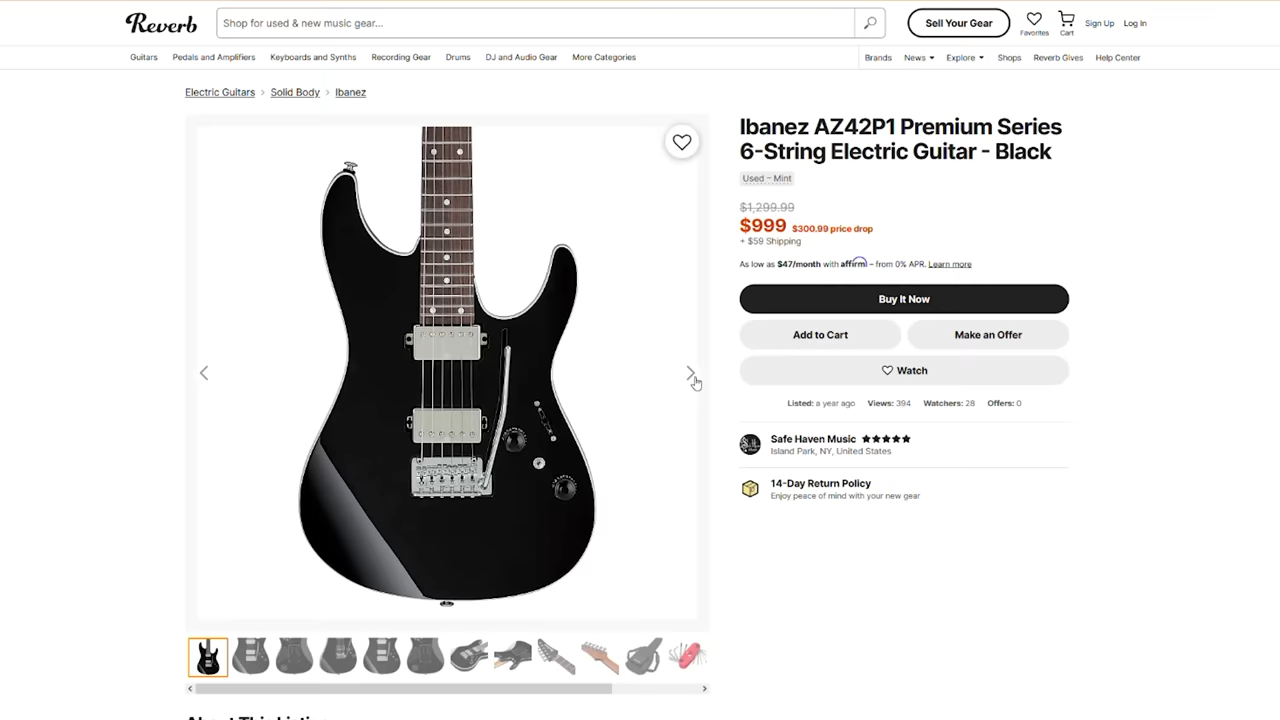 Reverb
Shop for used & new music gear...
Sell Your Gear
Favorites
Cart
Sign Up
Log In
Guitars
Pedals and Amplifiers
Keyboards and Synths
Recording Gear
Drums
DJ and Audio Gear
More Categories
Brands
News
Explore
Shops
Reverb Gives
Help Center
Electric Guitars > Solid Body > Ibanez
Ibanez AZ42P1 Premium Series
6-String Electric Guitar - Black
Used – Mint
$1,299.99
$999 $300.99 price drop
+ $59 Shipping
As low as $47/month with affirm – from 0% APR. Learn more
Buy It Now
Add to Cart
Make an Offer
Watch
Listed: a year ago Views: 394 Watchers: 28 Offers: 0
Safe Haven Music
Island Park, NY, United States
14-Day Return Policy
Enjoy peace of mind with your new gear